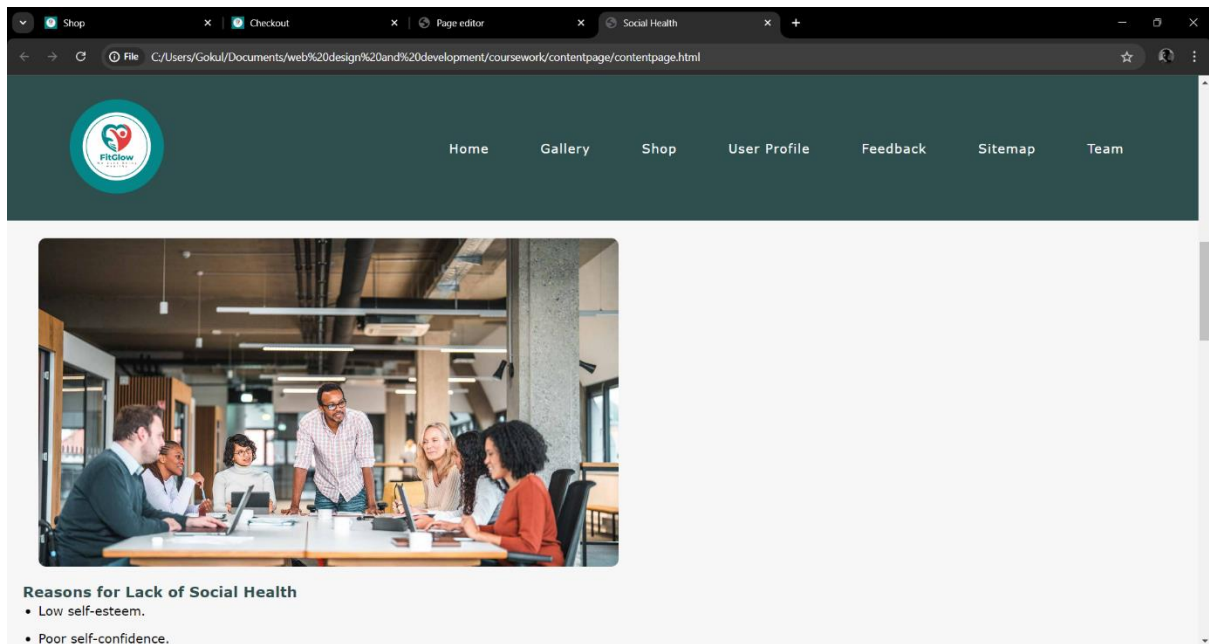 Shop
Checkout
Page editor
Social Health
File C:/Users/Gokul/Documents/web%20design%20and%20development/coursework/contentpage/contentpage.html
FitGlow
Home Gallery Shop User Profile Feedback Sitemap Team
Reasons for Lack of Social Health
• Low self-esteem.
• Poor self-confidence.